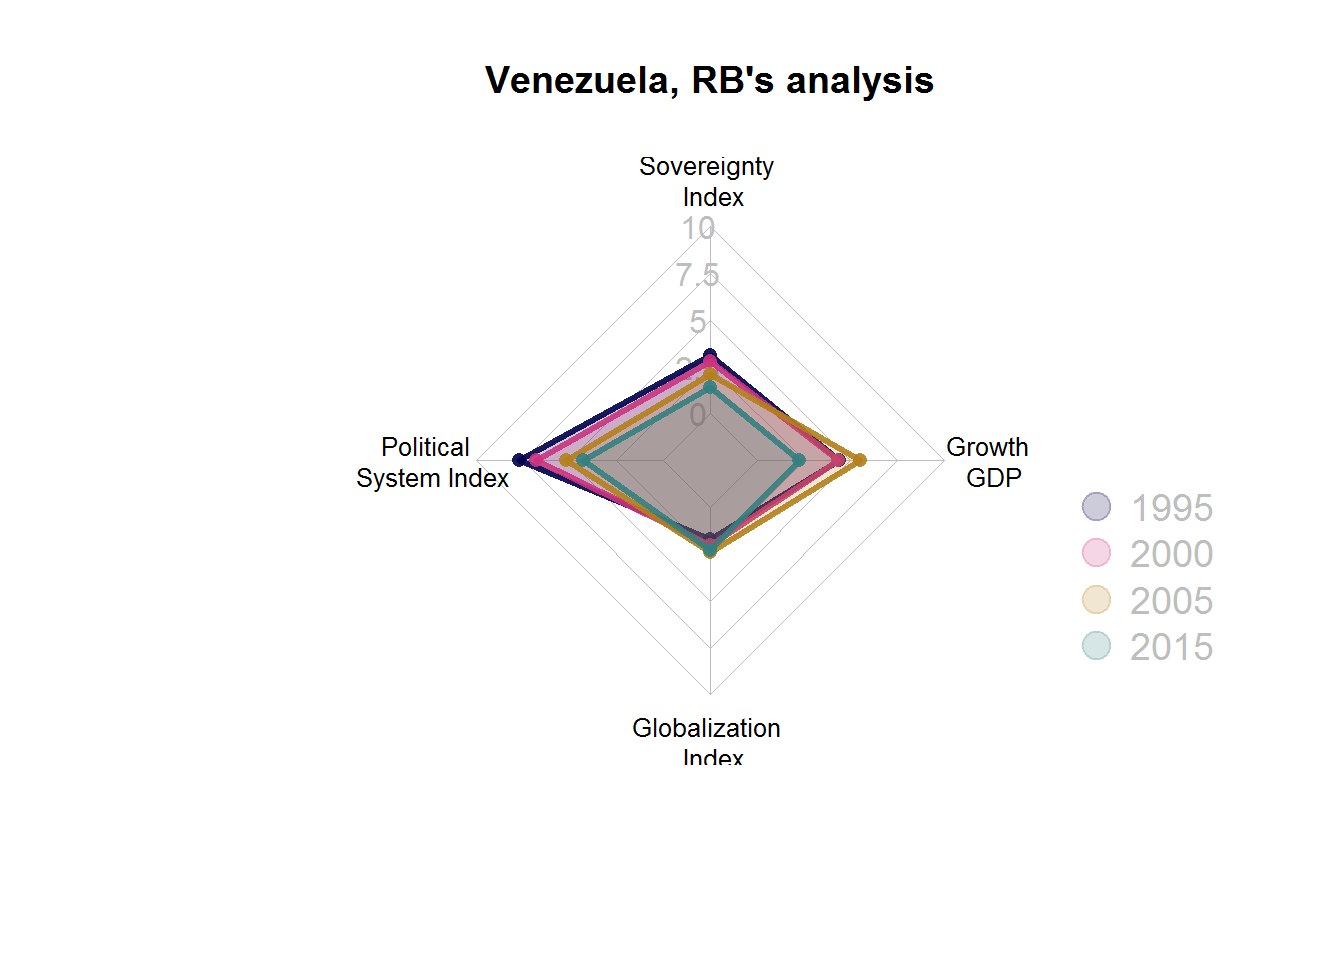 Venezuela, RB's analysis
Sovereignty
Index
10
7.5
5
0
Political
System Index
Growth
GDP
1995
2000
2005
2015
Globalization
Index